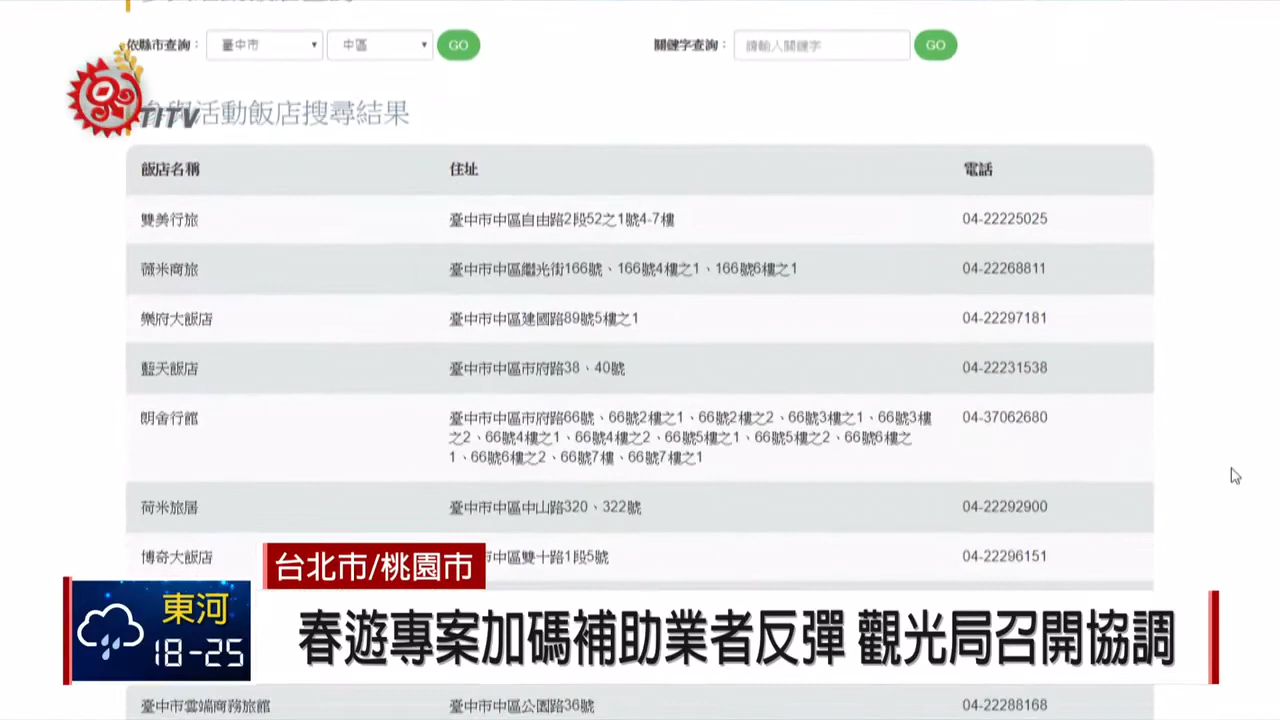 依縣市查詢：
臺中市
中區
GO
關鍵字查詢：
請輸入關鍵字
GO
TITV
活動飯店搜尋結果
飯店名稱 住址 電話
雙美行旅 臺中市中區自由路2段52之1號4-7樓 04-22225025
薇米商旅 臺中市中區繼光街166號、166號4樓之1、166號6樓之1 04-22268811
樂府大飯店 臺中市中區建國路89號5樓之1 04-22297181
藍天飯店 臺中市中區市府路38、40號 04-22231538
朗舍行館 臺中市中區市府路66號、66號2樓之1、66號2樓之2、66號3樓之1、66號3樓 04-37062680
之2、66號4樓之1、66號4樓之2、66號5樓之1、66號5樓之2、66號6樓之
1、66號6樓之2、66號7樓、66號7樓之1
荷米旅居 臺中市中區中山路320、322號 04-22292900
博奇大飯店 市中區雙十路1段5號 04-22296151
台北市/桃園市
東河
18-25
春遊專案加碼補助業者反彈 觀光局召開協調
臺中市雲端商務旅館 臺中市中區公園路36號 04-22288168